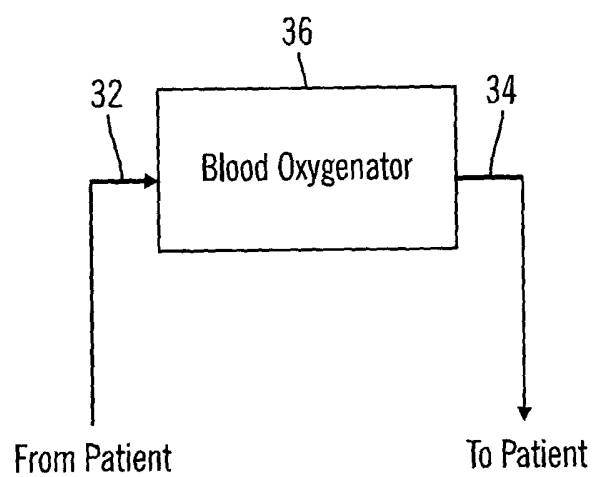 36
32
34
Blood Oxygenator
From Patient
To Patient